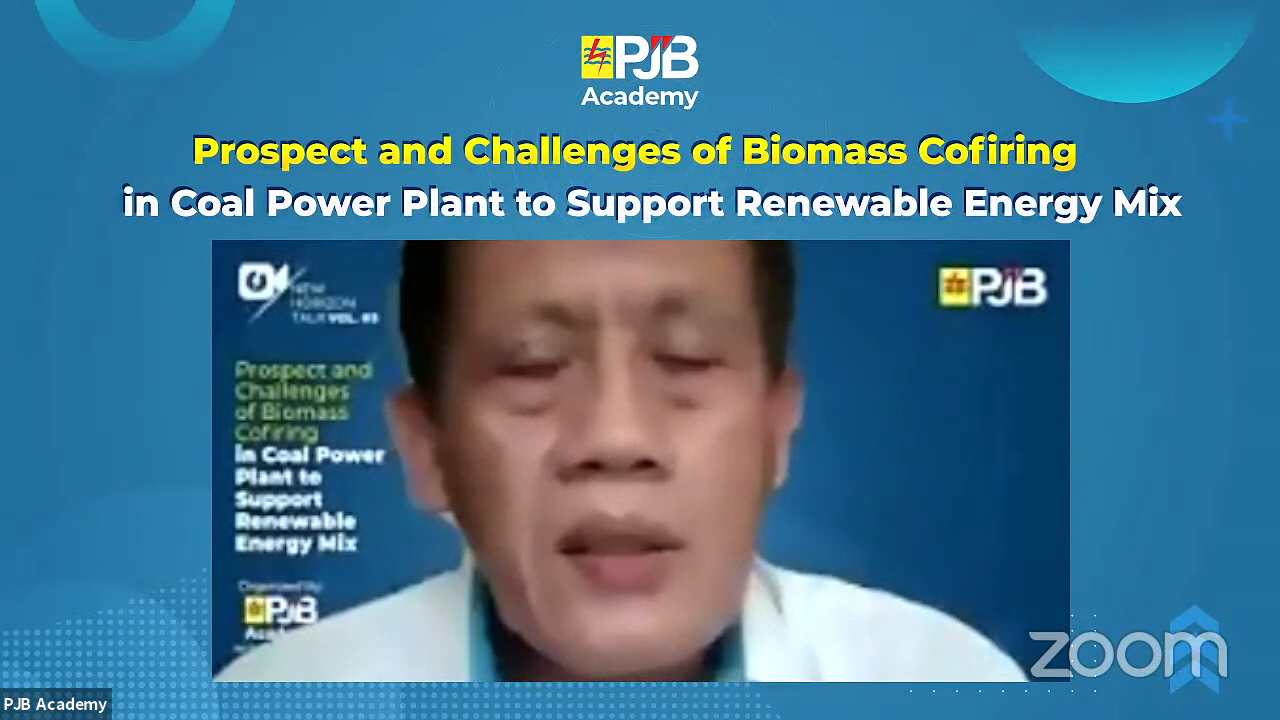 PJB
Academy
Prospect and Challenges of Biomass Cofiring
in Coal Power Plant to Support Renewable Energy Mix
NEW
HORIZON
TALK VOL. #5
PJB
Prospect and
Challenges
of Biomass
Cofiring
in Coal Power
Plant to
Support
Renewable
Energy Mix
Organized by
PJB
zoom
PJB Academy